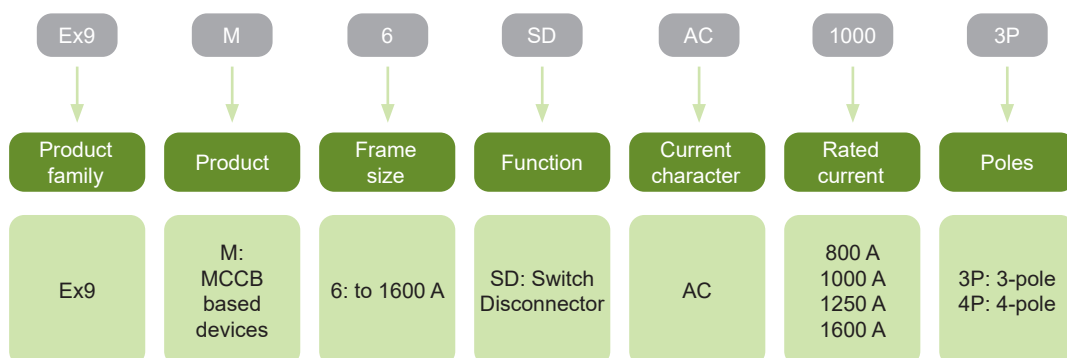 Ex9
M
6
SD
AC
1000
3P
Product
family
Product
Frame
size
Function
Current
character
Rated
current
Poles
Ex9
M:
MCCB
based
devices
6: to 1600 A
SD: Switch
Disconnector
AC
800 A
1000 A
1250 A
1600 A
3P: 3-pole
4P: 4-pole